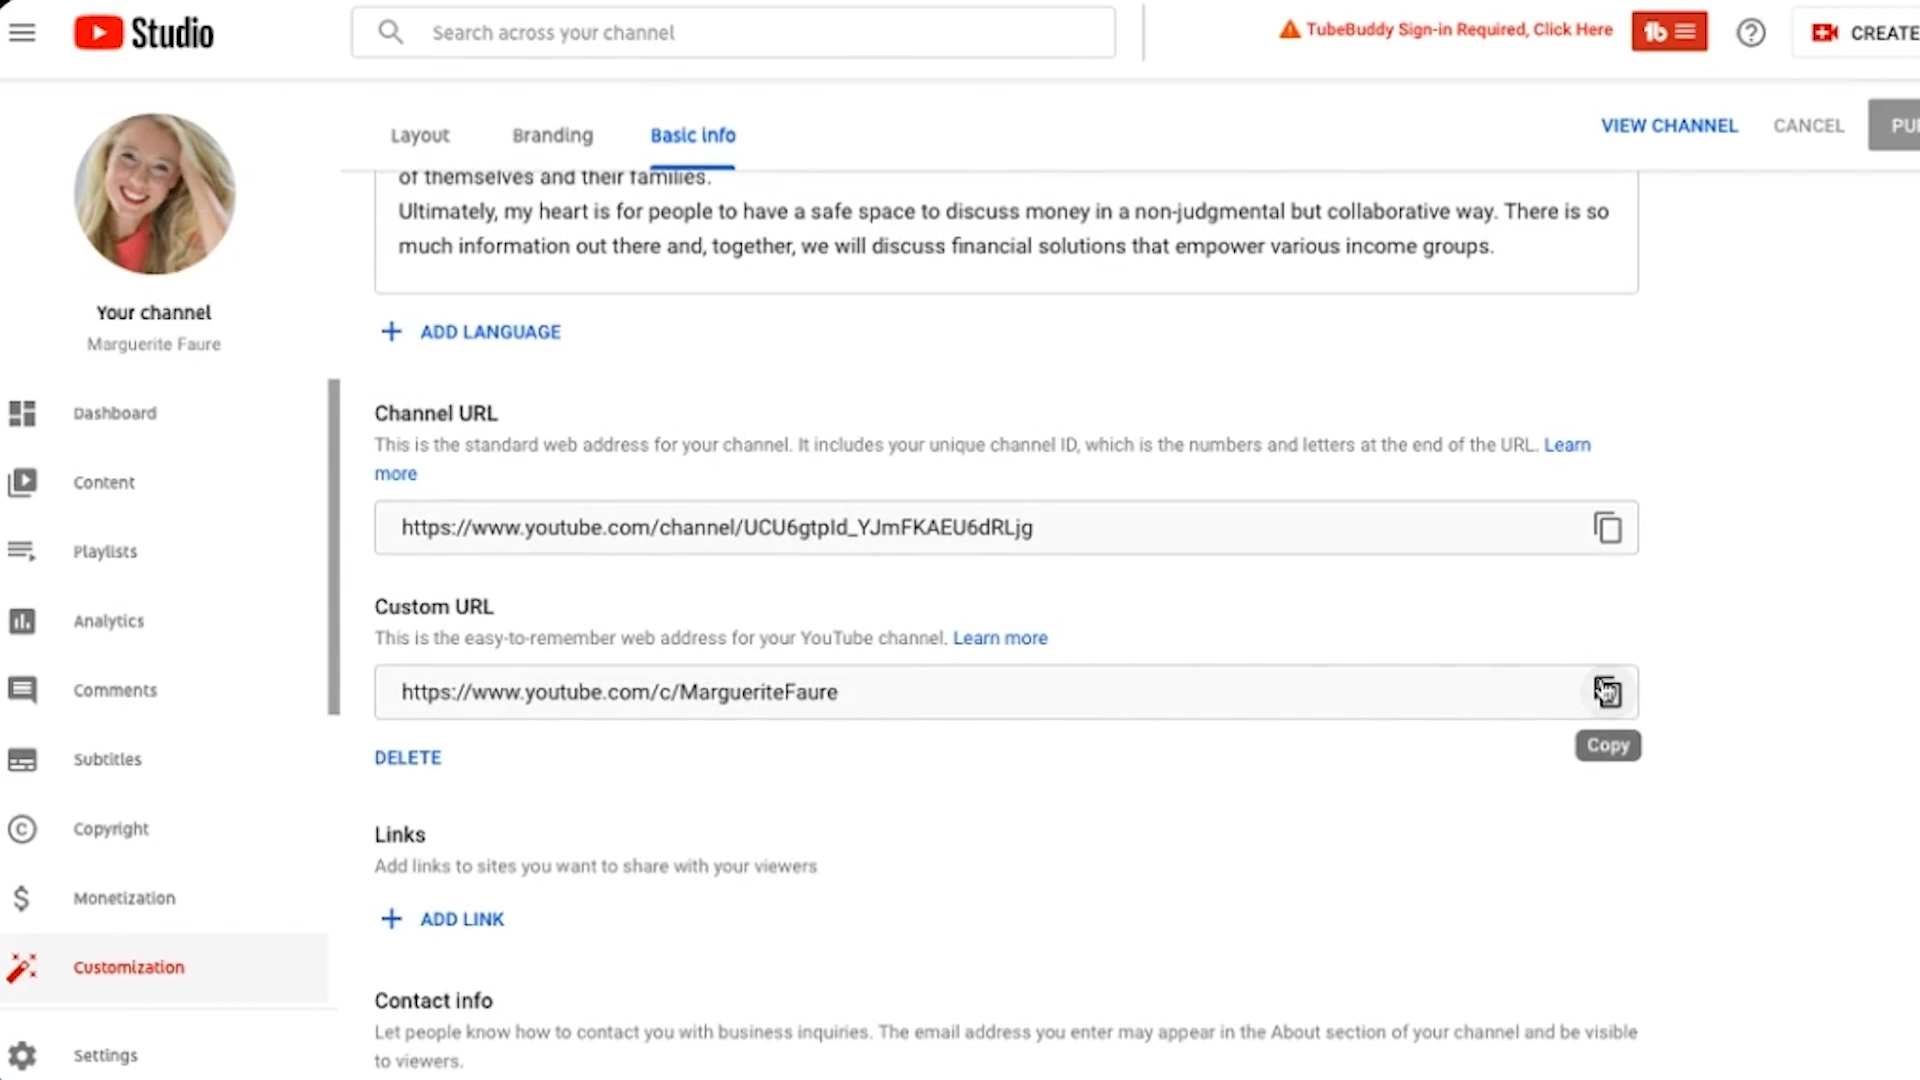 Studio
Search across your channel
TubeBuddy Sign-in Required, Click Here
tb
CREATE
Layout
Branding
Basic info
VIEW CHANNEL
CANCEL
PU
of themselves and their families.
Ultimately, my heart is for people to have a safe space to discuss money in a non-judgmental but collaborative way. There is so
much information out there and, together, we will discuss financial solutions that empower various income groups.
ADD LANGUAGE
Your channel
Marguerite Faure
Dashboard
Content
Playlists
Analytics
Comments
Subtitles
Copyright
Monetization
Customization
Settings
Channel URL
This is the standard web address for your channel. It includes your unique channel ID, which is the numbers and letters at the end of the URL. Learn
more
https://www.youtube.com/channel/UCU6gtpId_YJmFKAEU6dRLjg
Custom URL
This is the easy-to-remember web address for your YouTube channel. Learn more
https://www.youtube.com/c/MargueriteFaure
Copy
DELETE
Links
Add links to sites you want to share with your viewers
ADD LINK
Contact info
Let people know how to contact you with business inquiries. The email address you enter may appear in the About section of your channel and be visible
to viewers.